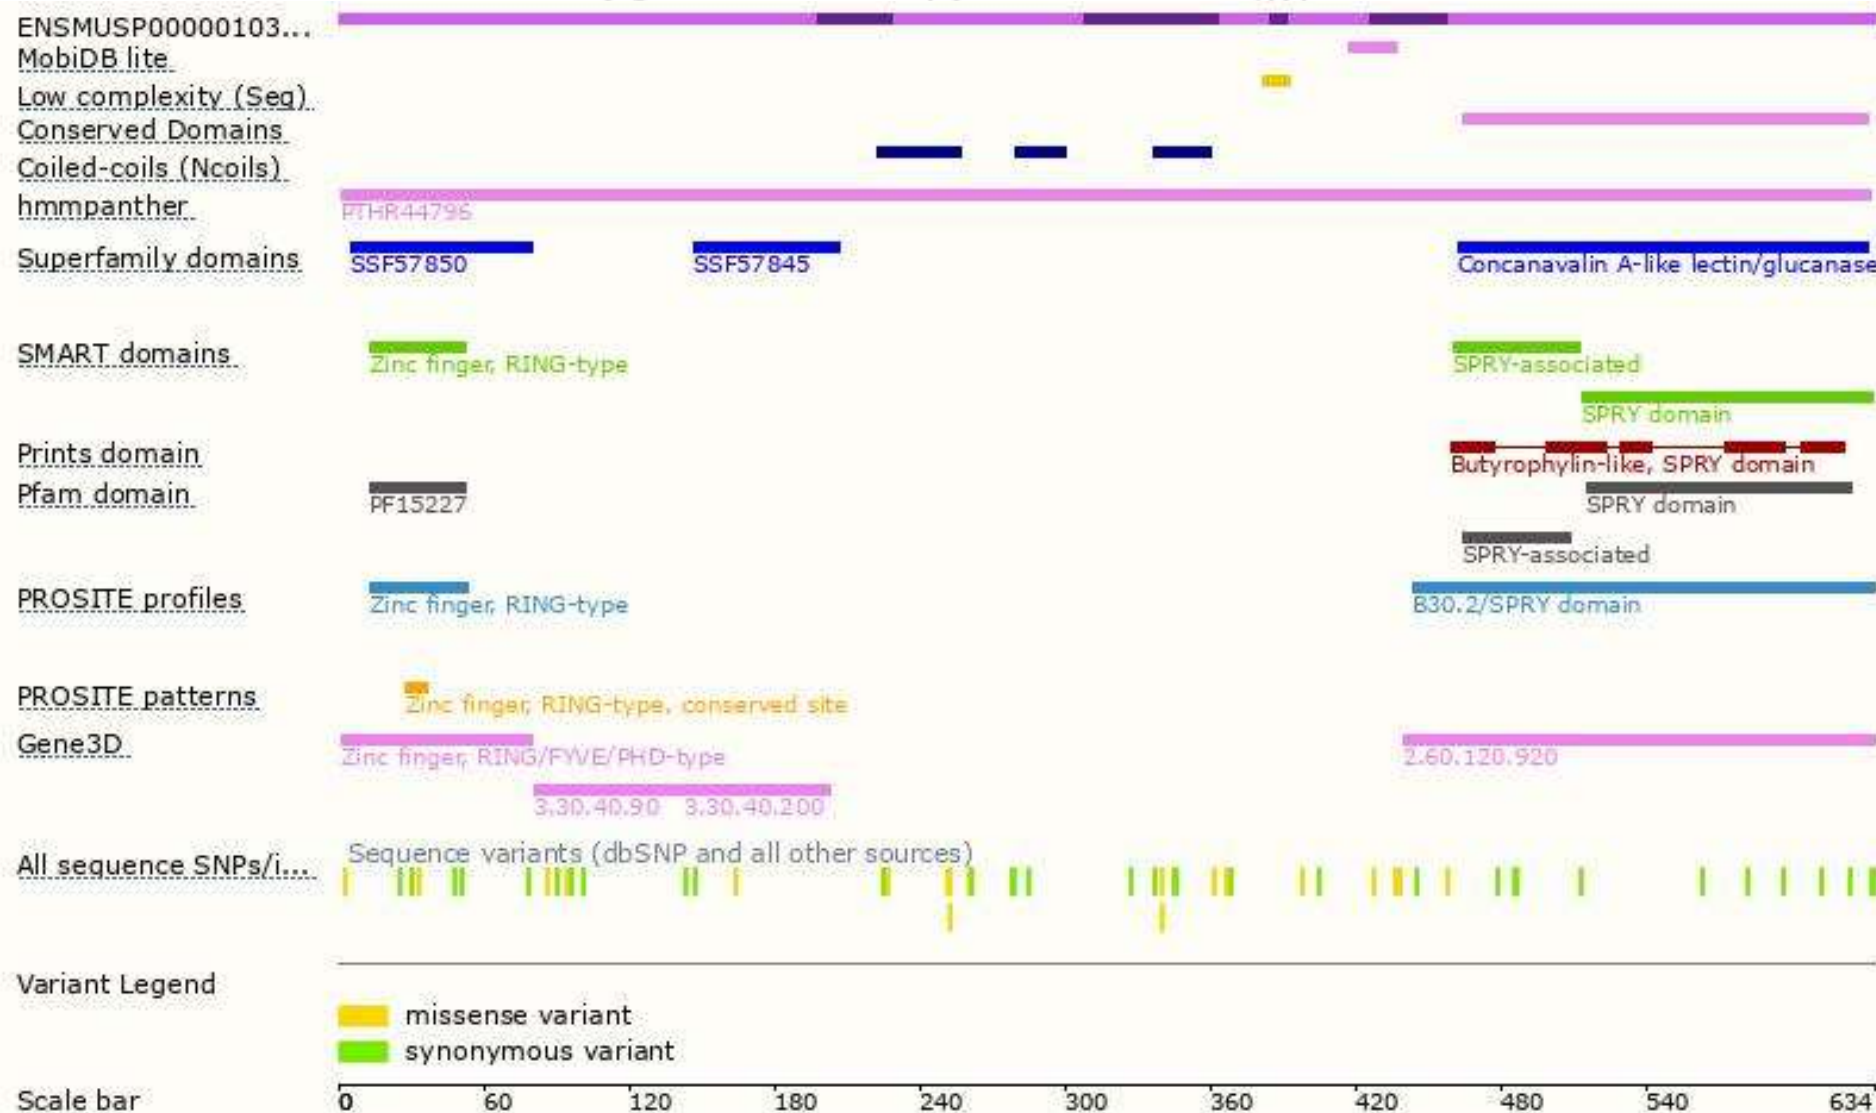 ENSMUSP00000103...
MobiDB lite
Low complexity (Seg)
Conserved Domains
Coiled-coils (Ncoils)
hmmpanther
PTHR44796
Superfamily domains
SSF57850 SSF57845 Concanavalin A-like lectin/glucanase
SMART domains
Zinc finger, RING-type SPRY-associated
SPRY domain
Prints domain
Butyrophylin-like, SPRY domain
Pfam domain
PF15227 SPRY domain
SPRY-associated
PROSITE profiles
Zinc finger, RING-type B30.2/SPRY domain
PROSITE patterns
Zinc finger, RING-type, conserved site
Gene3D
Zinc finger, RING/FYVE/PHD-type 2.60.120.920
3.30.40.90 3.30.40.200
All sequence SNPs/i...
Sequence variants (dbSNP and all other sources)
Variant Legend
missense variant
synonymous variant
Scale bar 0 60 120 180 240 300 360 420 480 540 634